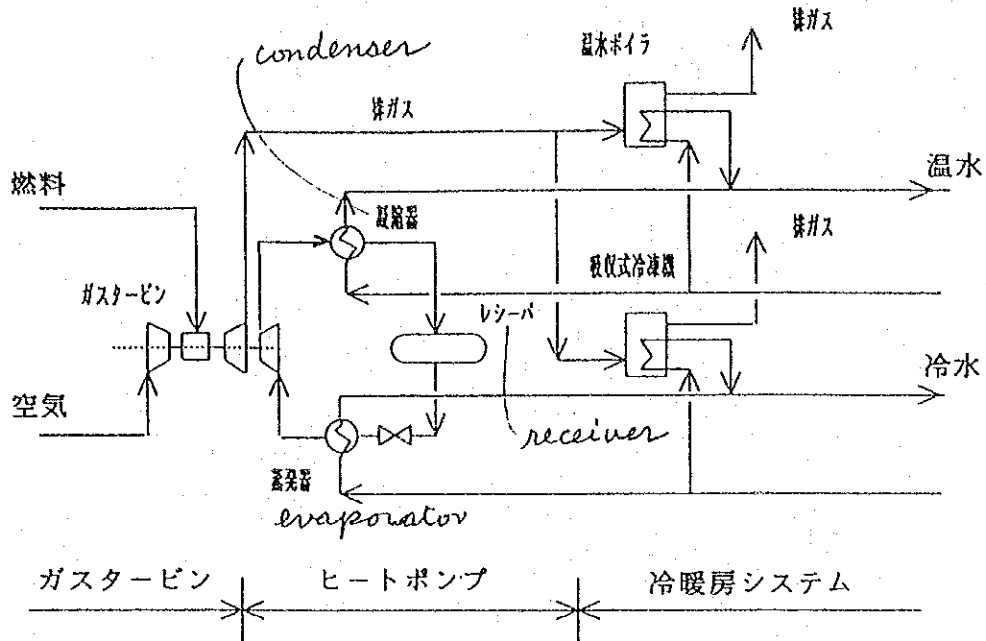 排ガス
温水ボイラ
condenser
排ガス
温水
燃料
凝縮器
排ガス
吸収式冷凍機
ガスタービン
レシーバ
冷水
空気
receiver
蒸発器
evaporator
ガスタービン
ヒートポンプ
冷暖房システム